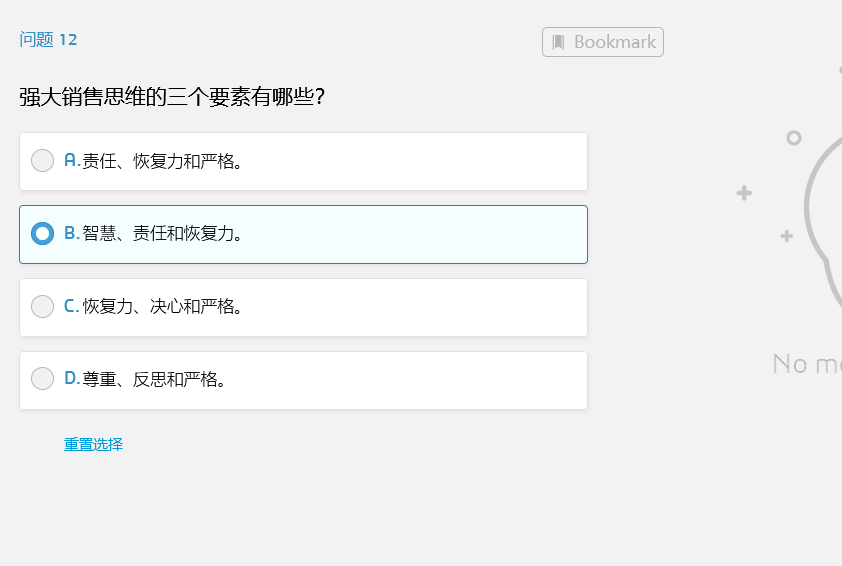 问题 12
Bookmark
强大销售思维的三个要素有哪些?
A. 责任、恢复力和严格。
B. 智慧、责任和恢复力。
C. 恢复力、决心和严格。
D. 尊重、反思和严格。
重置选择
No